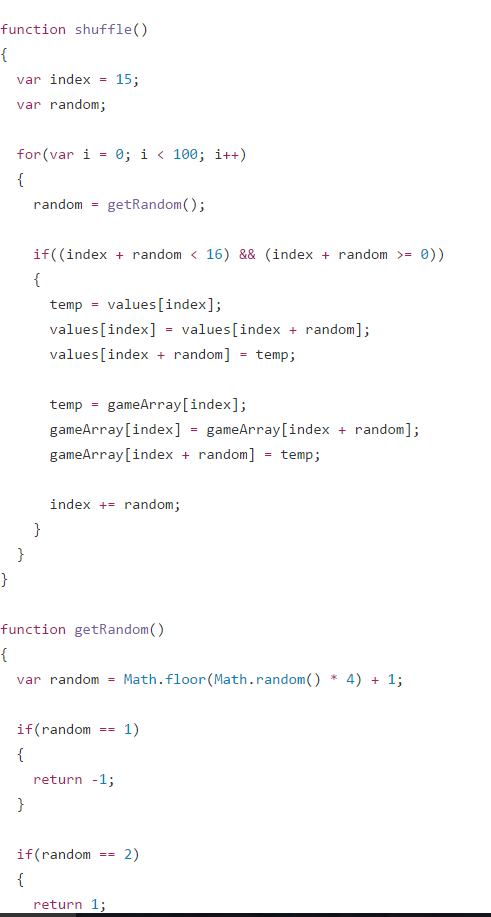 function shuffle()
{
  var index = 15;
  var random;

  for(var i = 0; i < 100; i++)
  {
    random = getRandom();

    if((index + random < 16) && (index + random >= 0))
    {
      temp = values[index];
      values[index] = values[index + random];
      values[index + random] = temp;

      temp = gameArray[index];
      gameArray[index] = gameArray[index + random];
      gameArray[index + random] = temp;

      index += random;
    }
  }
}

function getRandom()
{
  var random = Math.floor(Math.random() * 4) + 1;

  if(random == 1)
  {
    return -1;
  }

  if(random == 2)
  {
    return 1;